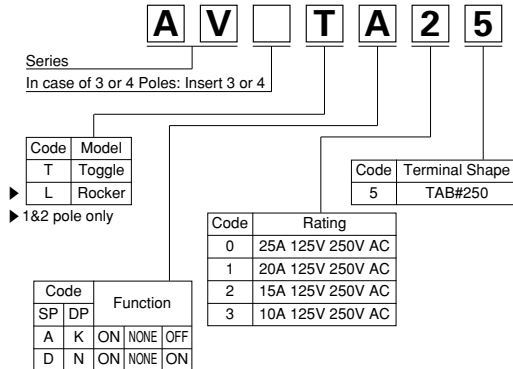 A V T A 2 5
Series
In case of 3 or 4 Poles: Insert 3 or 4
Code Model
T Toggle
▶ L Rocker
▶ 1&2 pole only
Code Terminal Shape
5 TAB#250
Code Rating
0 25A 125V 250V AC
1 20A 125V 250V AC
2 15A 125V 250V AC
3 10A 125V 250V AC
Code Function
SP DP
A K ON NONE OFF
D N ON NONE ON